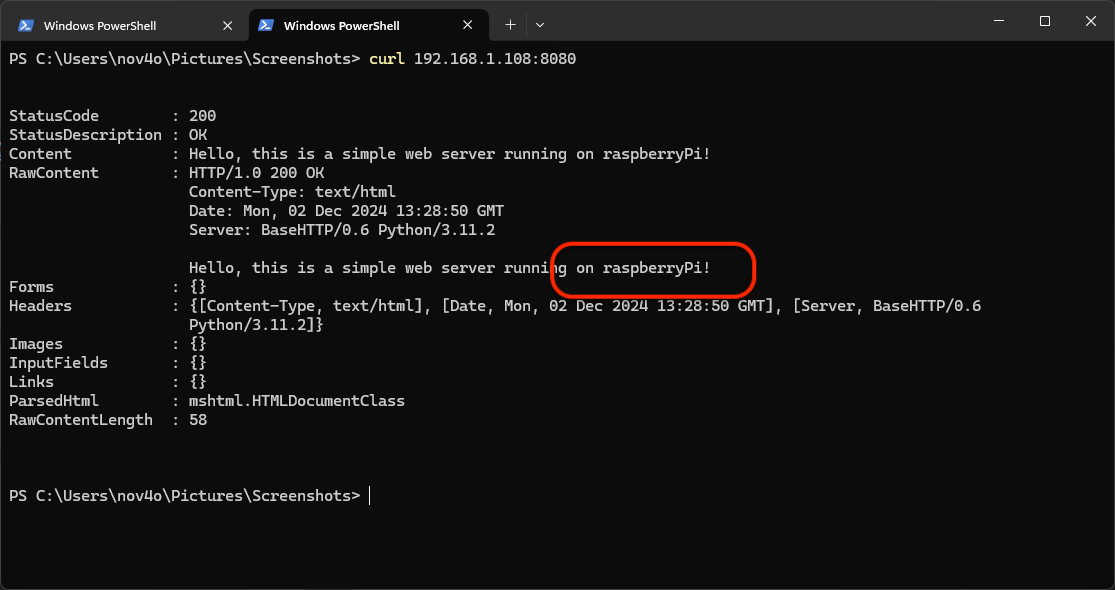 Windows PowerShell
Windows PowerShell
PS C:\Users\nov4o\Pictures\Screenshots> curl 192.168.1.108:8080
StatusCode        : 200
StatusDescription : OK
Content           : Hello, this is a simple web server running on raspberryPi!
RawContent        : HTTP/1.0 200 OK
                    Content-Type: text/html
                    Date: Mon, 02 Dec 2024 13:28:50 GMT
                    Server: BaseHTTP/0.6 Python/3.11.2
                    Hello, this is a simple web server running on raspberryPi!
Forms             : {}
Headers           : {[Content-Type, text/html], [Date, Mon, 02 Dec 2024 13:28:50 GMT], [Server, BaseHTTP/0.6
                    Python/3.11.2]}
Images            : {}
InputFields       : {}
Links             : {}
ParsedHtml        : mshtml.HTMLDocumentClass
RawContentLength  : 58
PS C:\Users\nov4o\Pictures\Screenshots>